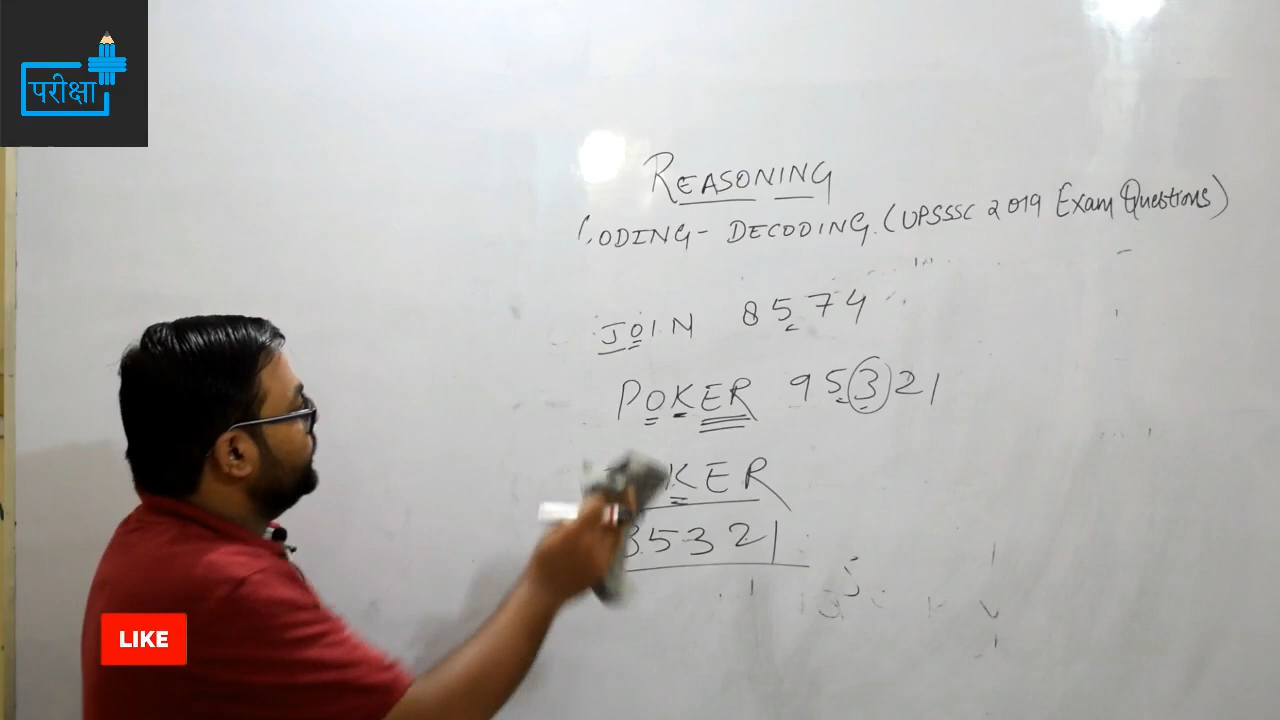 परीक्षा
REASONING
CODING- DECODING. (UPSSSC 2019 Exam Questions)
JOIN 8574
POKER 95321
KER
35321
LIKE